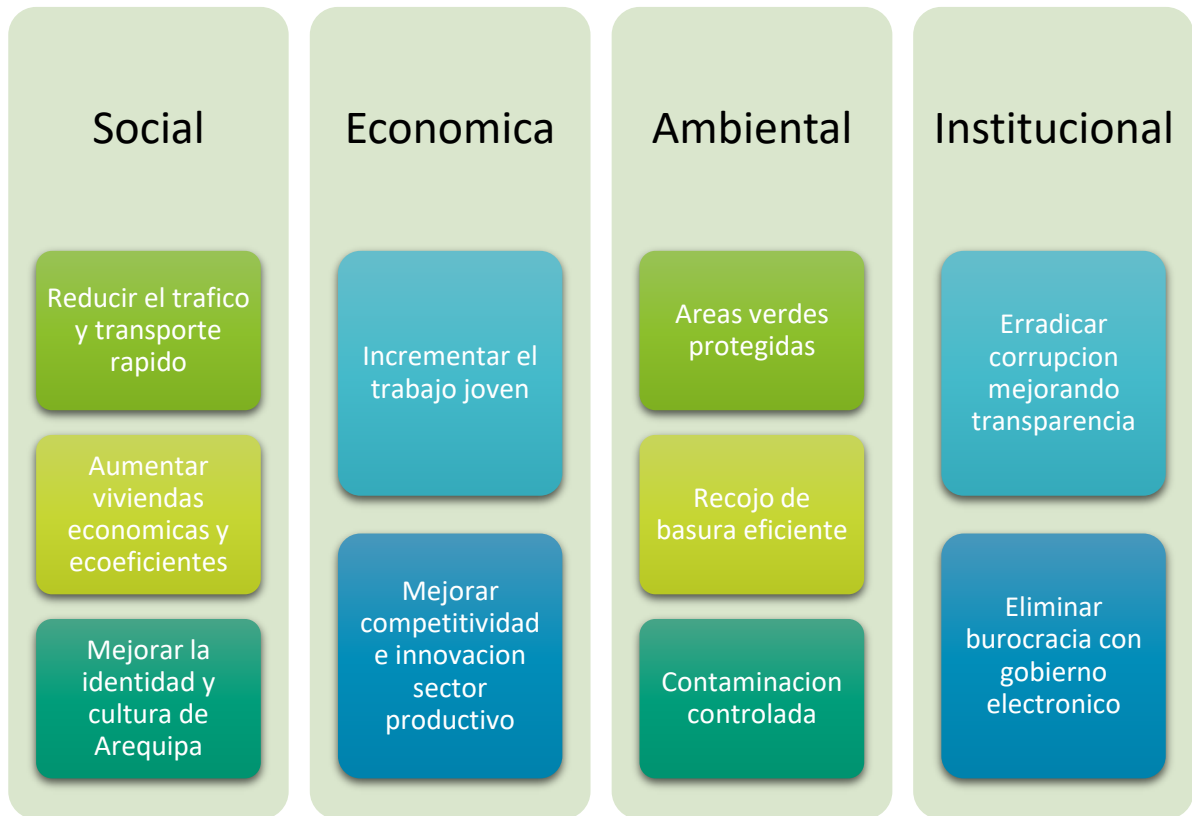 Social
Reducir el trafico
y transporte
rapido
Aumentar
viviendas
economicas y
ecoeficientes
Mejorar la
identidad y
cultura de
Arequipa
Economica
Incrementar el
trabajo joven
Mejorar
competitividad
e innovacion
sector
productivo
Ambiental
Areas verdes
protegidas
Recojo de
basura eficiente
Contaminacion
controlada
Institucional
Erradicar
corrupcion
mejorando
transparencia
Eliminar
burocracia con
gobierno
electronico